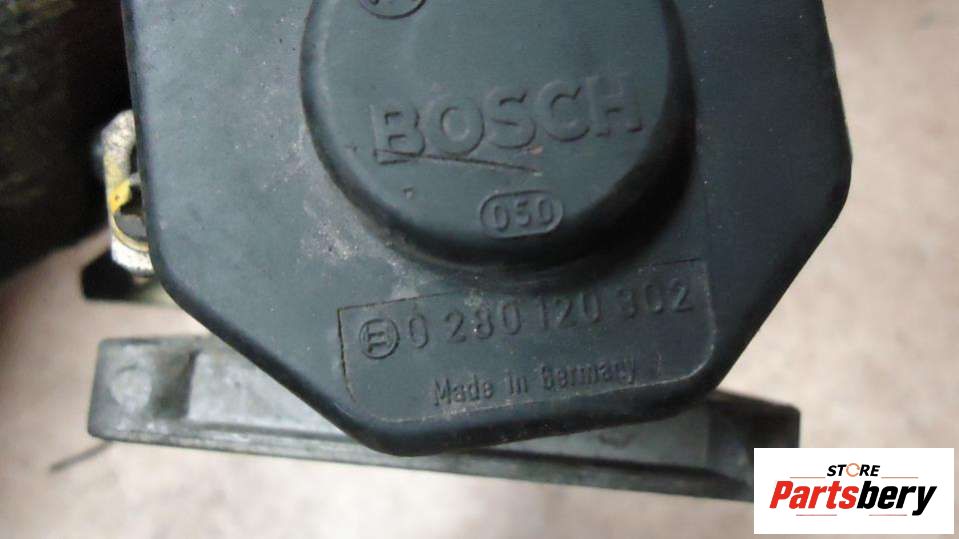 BOSCH
050
0 280 120 302
Made in Germany
STORE
Partsbery